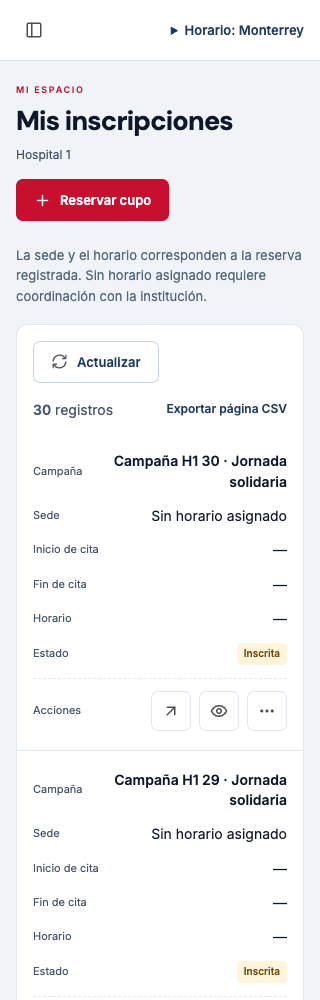 Horario: Monterrey
MI ESPACIO
Mis inscripciones
Hospital 1
Reservar cupo
La sede y el horario corresponden a la reserva
registrada. Sin horario asignado requiere
coordinación con la institución.
Actualizar
30 registros Exportar página CSV
Campaña Campaña H1 30 · Jornada
solidaria
Sede Sin horario asignado
Inicio de cita —
Fin de cita —
Horario —
Estado Inscrita
Acciones
Campaña Campaña H1 29 · Jornada
solidaria
Sede Sin horario asignado
Inicio de cita —
Fin de cita —
Horario —
Estado Inscrita